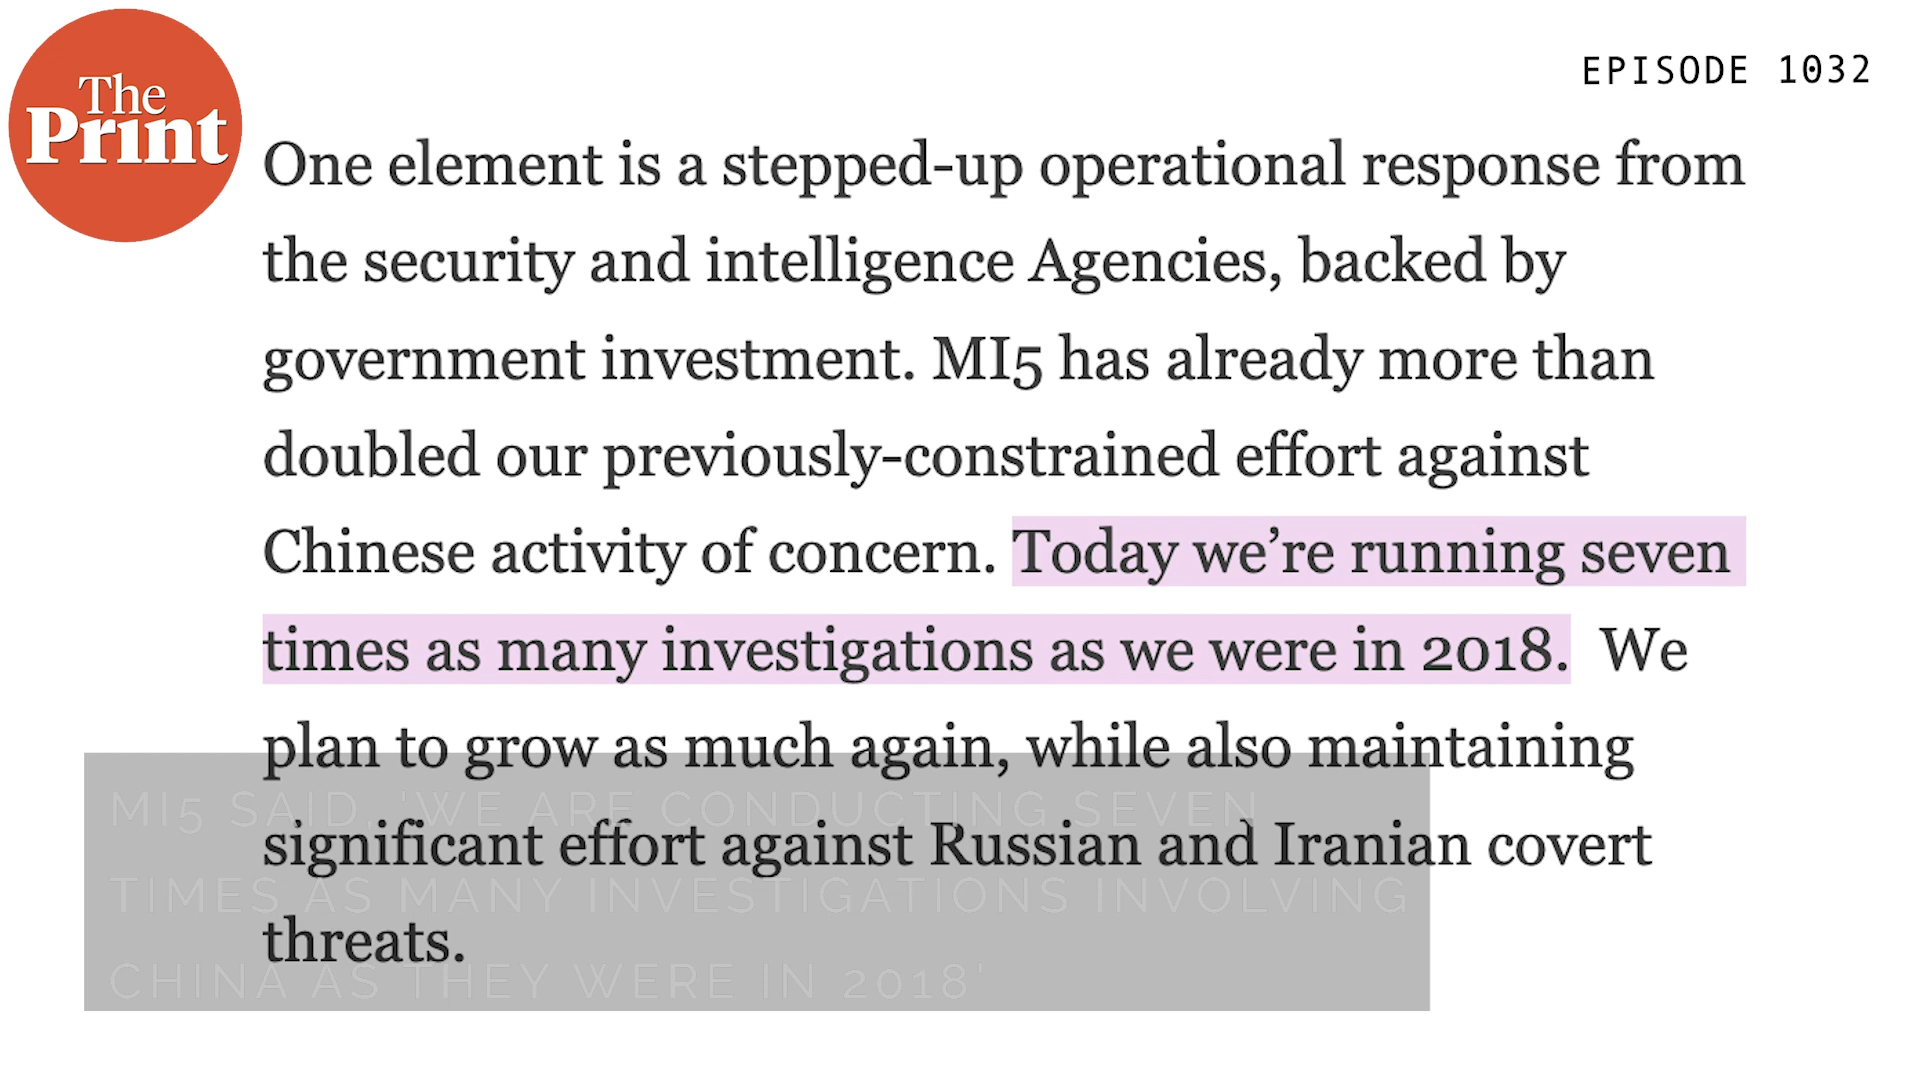 The
Print
EPISODE 1032
One element is a stepped-up operational response from
the security and intelligence Agencies, backed by
government investment. MI5 has already more than
doubled our previously-constrained effort against
Chinese activity of concern. Today we’re running seven
times as many investigations as we were in 2018. We
plan to grow as much again, while also maintaining
significant effort against Russian and Iranian covert
threats.
MI5 SAID, 'WE ARE CONDUCTING SEVEN
TIMES AS MANY INVESTIGATIONS INVOLVING
CHINA AS THEY WERE IN 2018'